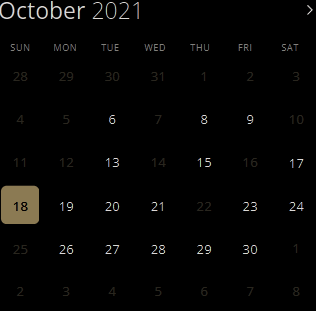 October 2021
SUN MON TUE WED THU FRI SAT
28 29 30 31 1 2 3
4 5 6 7 8 9 10
11 12 13 14 15 16 17
18 19 20 21 22 23 24
25 26 27 28 29 30 1
2 3 4 5 6 7 8